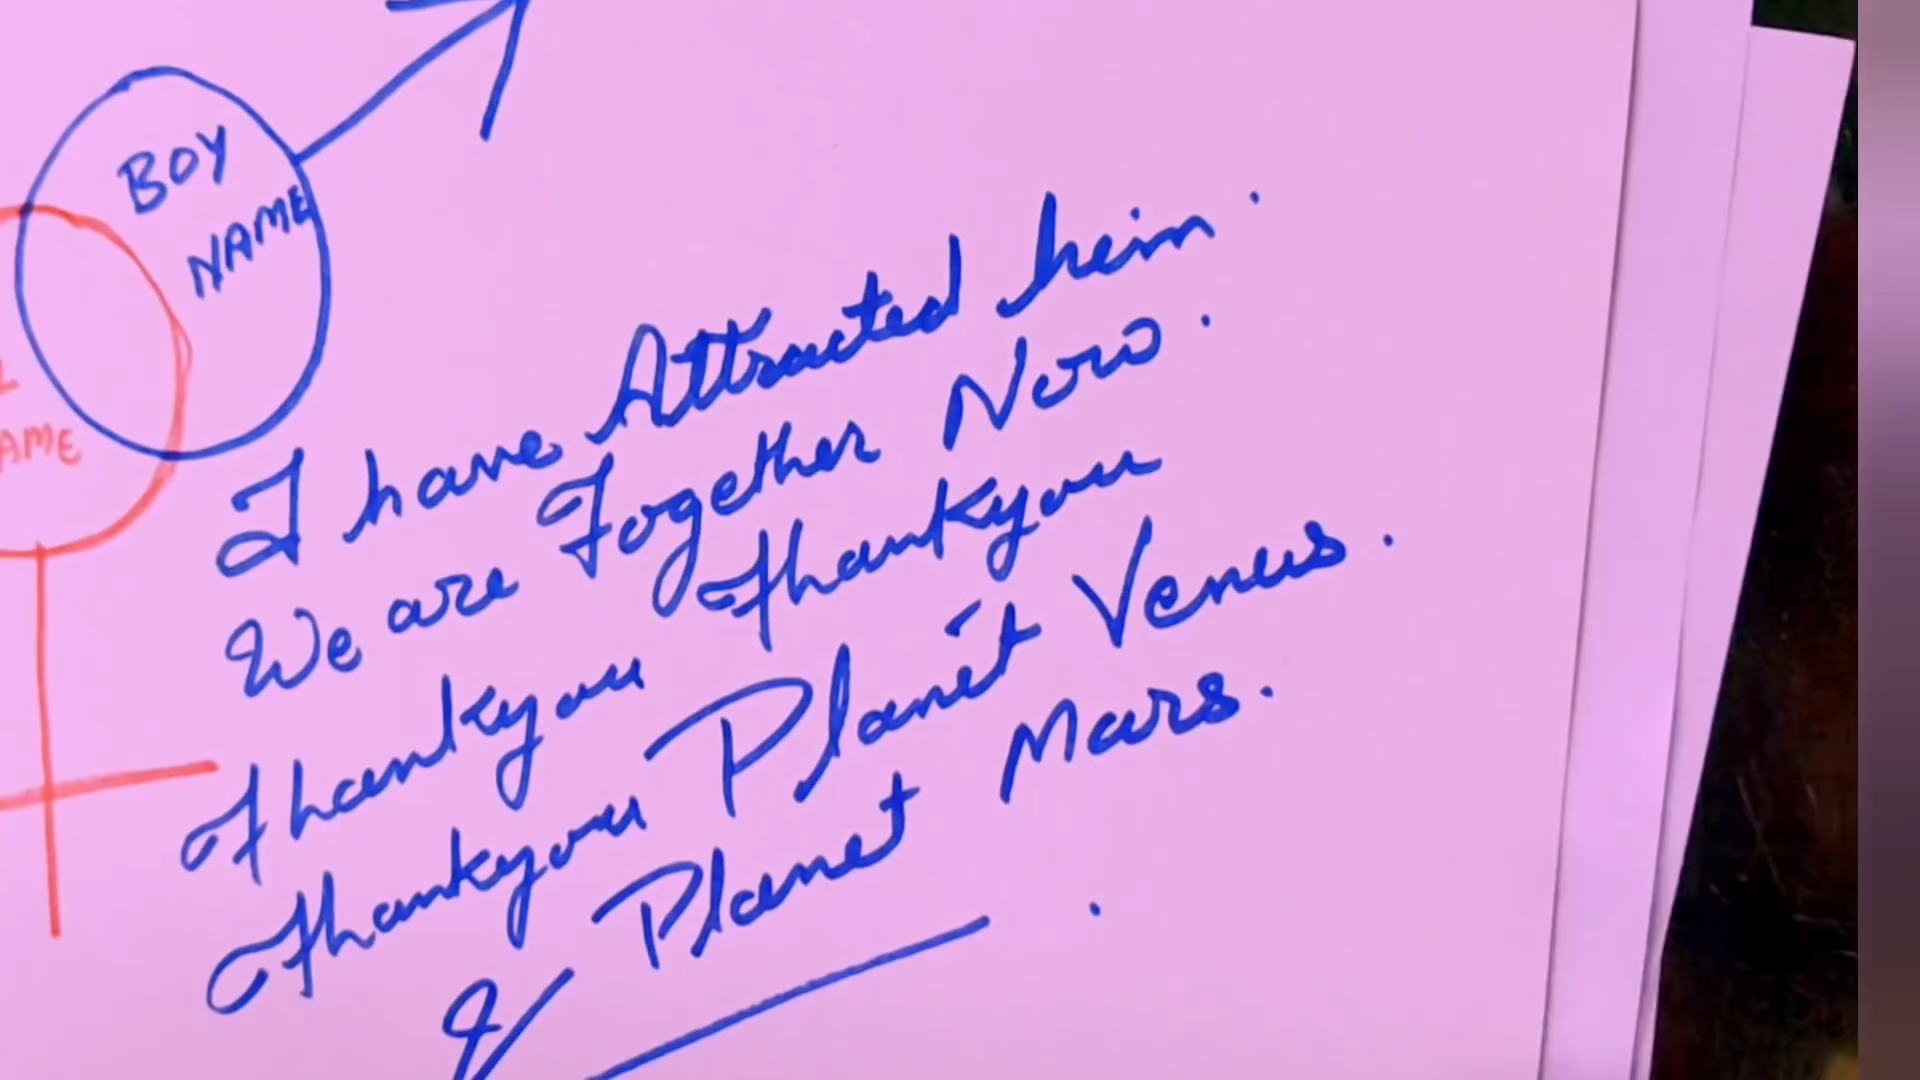 BOY
NAME
AME
I have Attracted him.
We are Together Now.
Thankyou Thankyou
Thankyou Planet Venus.
& Planet Mars.